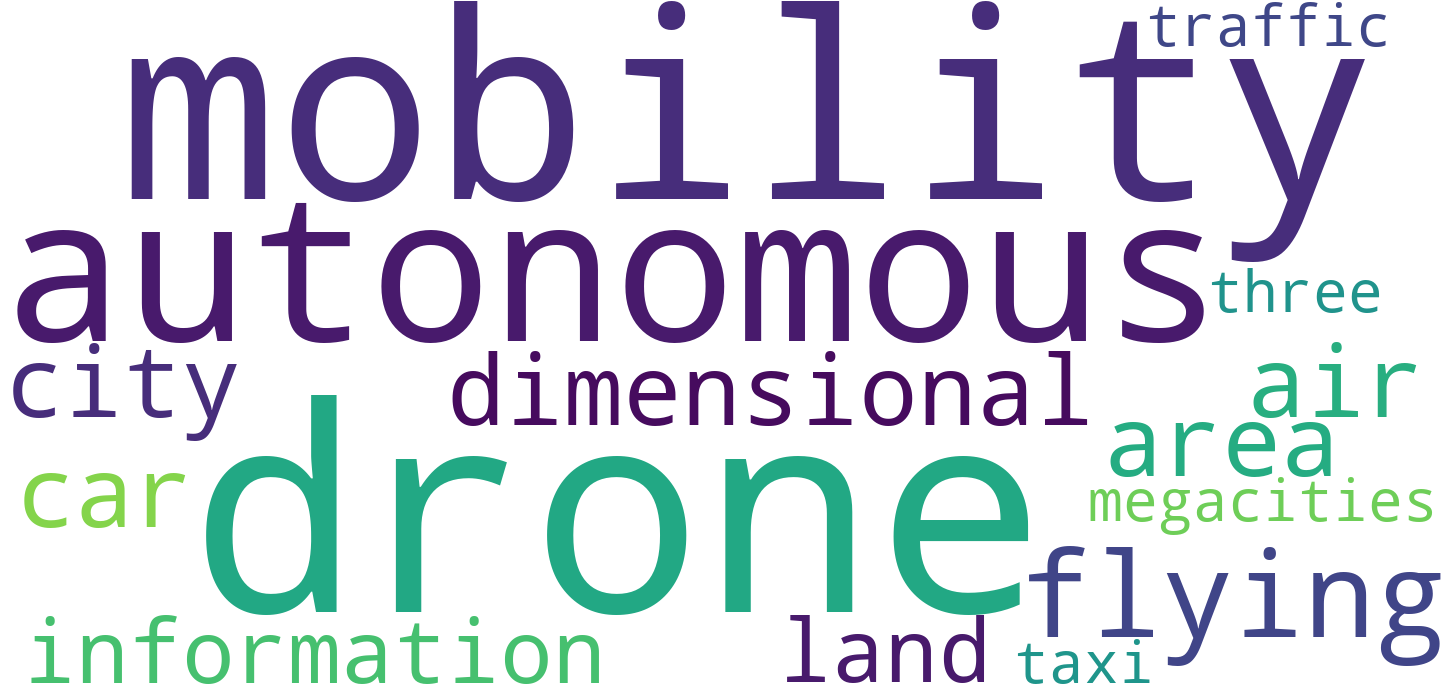 mobility
traffic
autonomous
three
city
dimensional
air
area
car
drone
megacities
flying
information
land
taxi